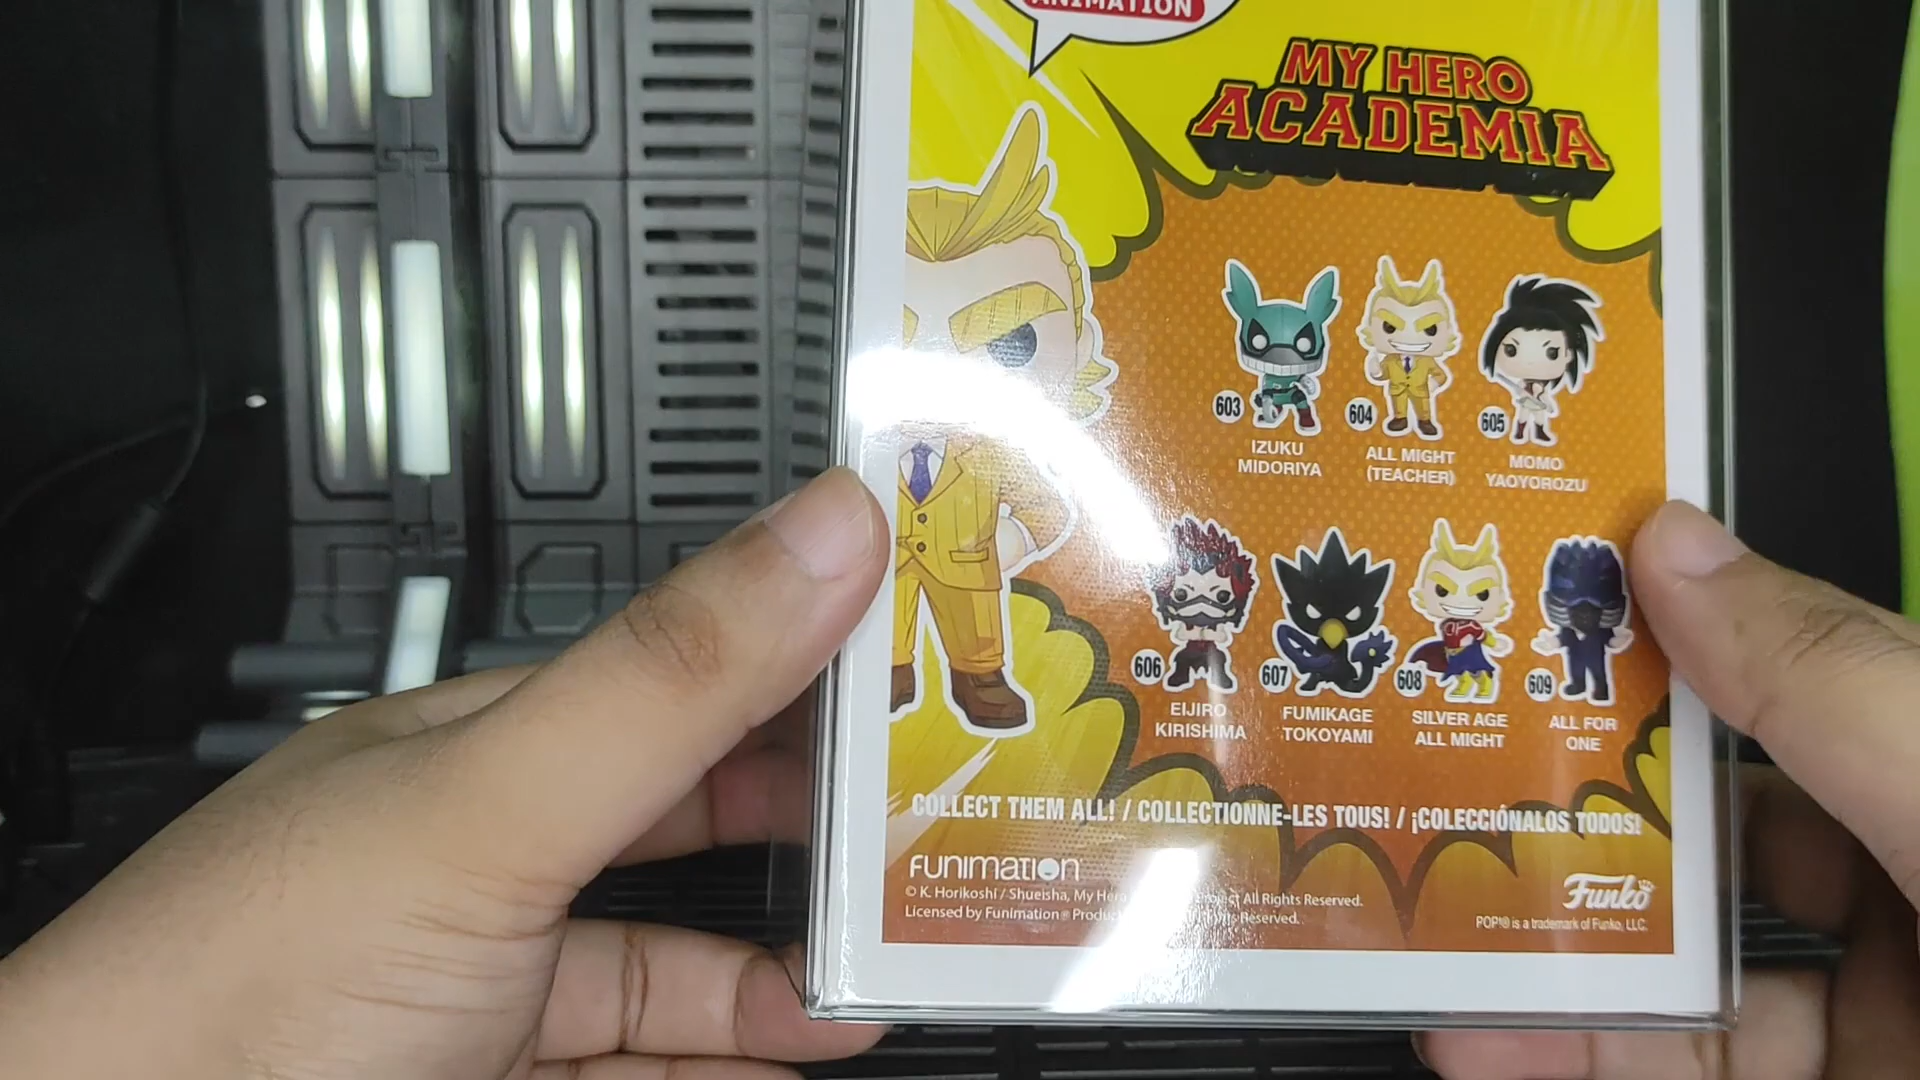 ANIMATION
MY HERO
ACADEMIA
603
IZUKU
MIDORIYA
604
ALL MIGHT
(TEACHER)
605
MOMO
YAOYOROZU
606
EIJIRO
KIRISHIMA
607
FUMIKAGE
TOKOYAMI
608
SILVER AGE
ALL MIGHT
609
ALL FOR
ONE
COLLECT THEM ALL! / COLLECTIONNE-LES TOUS! / ¡COLECCIÓNALOS TODOS!
FUNIMATION
© K. Horikoshi / Shueisha, My Hero Project All Rights Reserved.
Licensed by Funimation® Reserved.
Funko
POP!® is a trademark of Funko, LLC.